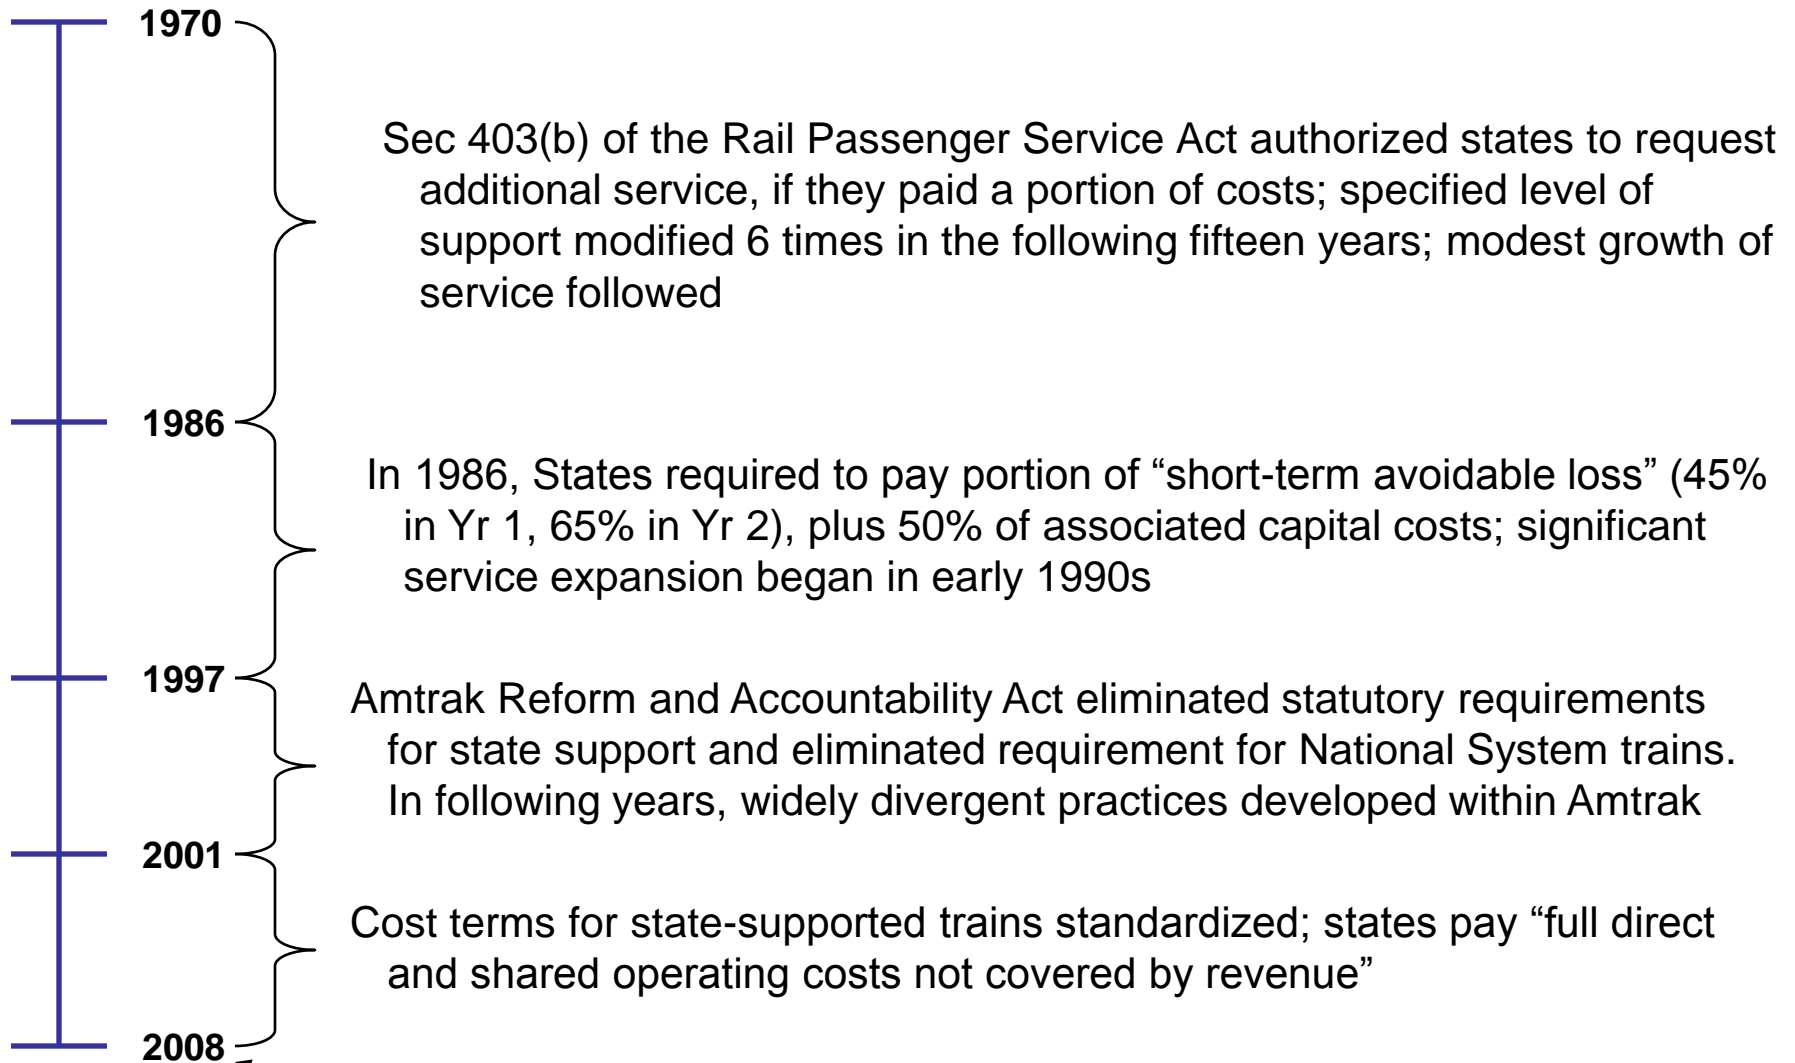 1970
Sec 403(b) of the Rail Passenger Service Act authorized states to request
additional service, if they paid a portion of costs; specified level of
support modified 6 times in the following fifteen years; modest growth of
service followed
1986
In 1986, States required to pay portion of “short-term avoidable loss” (45%
in Yr 1, 65% in Yr 2), plus 50% of associated capital costs; significant
service expansion began in early 1990s
1997
Amtrak Reform and Accountability Act eliminated statutory requirements
for state support and eliminated requirement for National System trains.
In following years, widely divergent practices developed within Amtrak
2001
Cost terms for state-supported trains standardized; states pay “full direct
and shared operating costs not covered by revenue”
2008